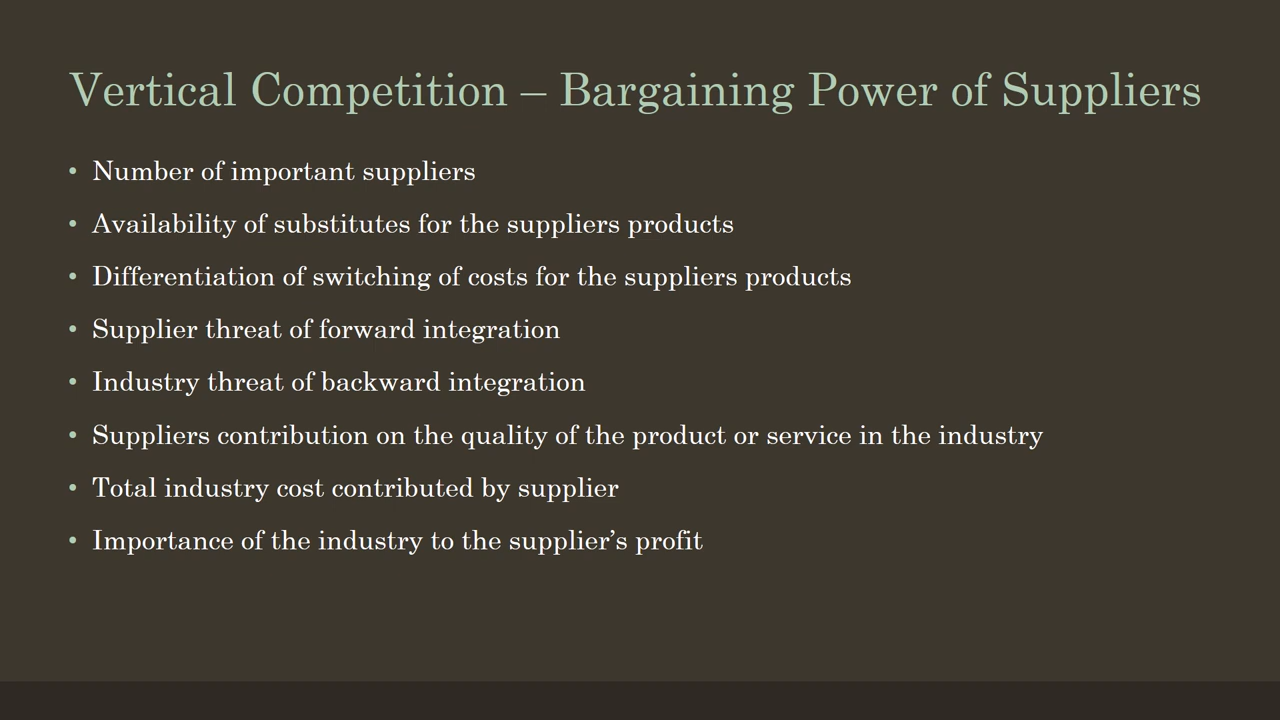 Vertical Competition – Bargaining Power of Suppliers
• Number of important suppliers
• Availability of substitutes for the suppliers products
• Differentiation of switching of costs for the suppliers products
• Supplier threat of forward integration
• Industry threat of backward integration
• Suppliers contribution on the quality of the product or service in the industry
• Total industry cost contributed by supplier
• Importance of the industry to the supplier’s profit